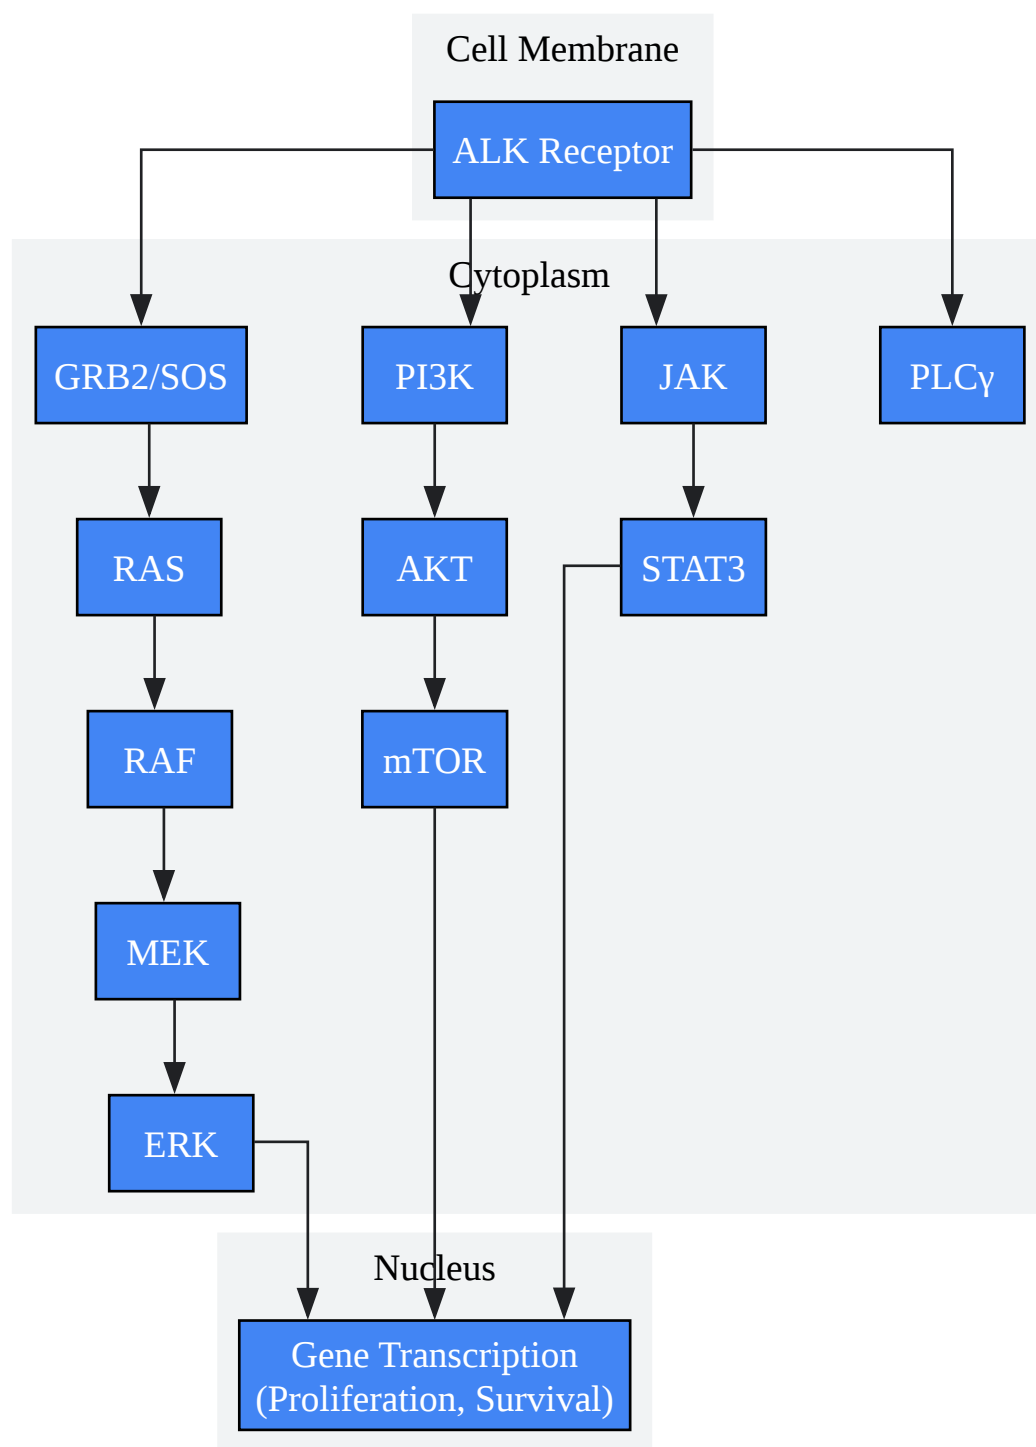 Cell Membrane
ALK Receptor
Cytoplasm
GRB2/SOS
PI3K
JAK
PLCγ
RAS
AKT
STAT3
RAF
mTOR
MEK
ERK
Nucleus
Gene Transcription
(Proliferation, Survival)